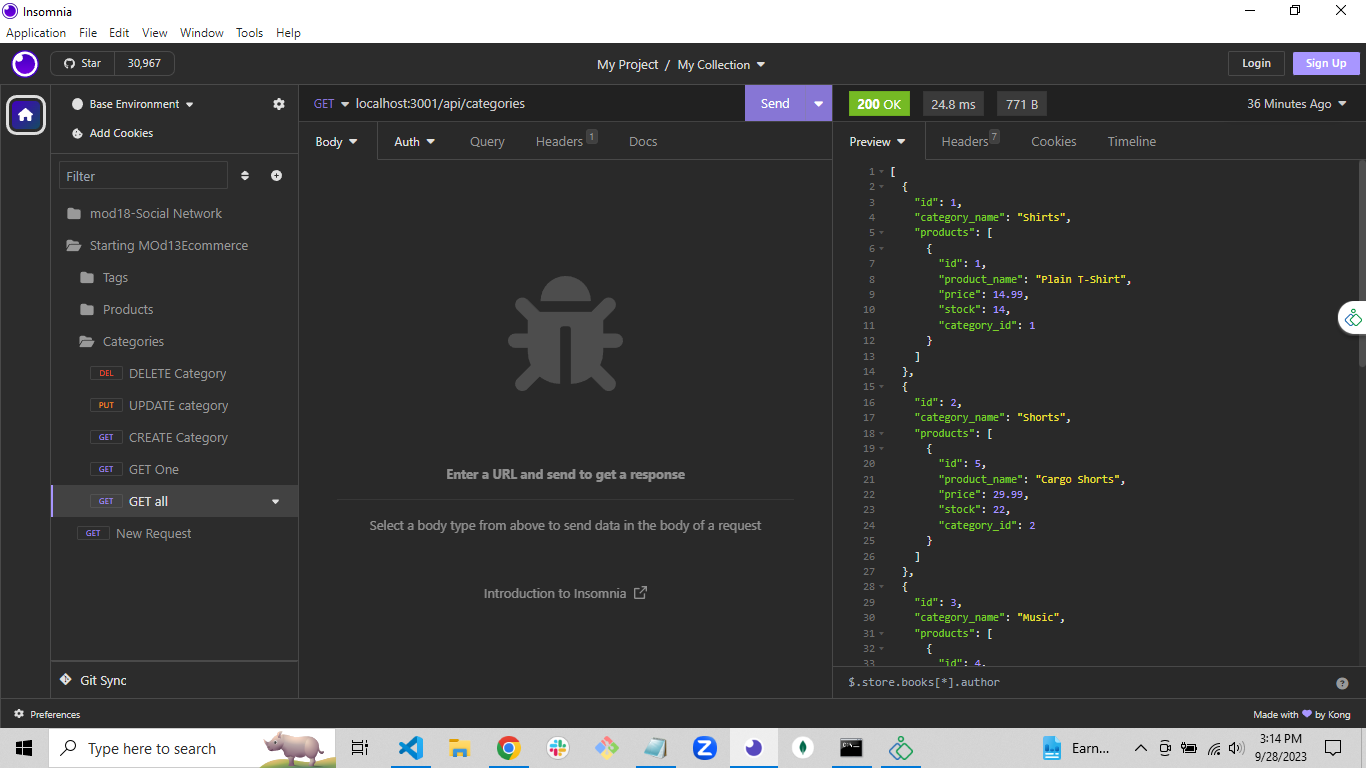 Insomnia
Application File Edit View Window Tools Help
Star 30,967
My Project / My Collection
Login Sign Up
Base Environment
Add Cookies
Filter
mod18-Social Network
Starting MOd13Ecommerce
Tags
Products
Categories
DEL DELETE Category
PUT UPDATE category
GET CREATE Category
GET GET One
GET GET all
GET New Request
Git Sync
GET localhost:3001/api/categories Send
Body Auth Query Headers 1 Docs
Enter a URL and send to get a response
Select a body type from above to send data in the body of a request
Introduction to Insomnia
200 OK 24.8 ms 771 B 36 Minutes Ago
Preview Headers 7 Cookies Timeline
1 [
2 {
3 "id": 1,
4 "category_name": "Shirts",
5 "products": [
6 {
7 "id": 1,
8 "product_name": "Plain T-Shirt",
9 "price": 14.99,
10 "stock": 14,
11 "category_id": 1
12 }
13 ]
14 },
15 {
16 "id": 2,
17 "category_name": "Shorts",
18 "products": [
19 {
20 "id": 5,
21 "product_name": "Cargo Shorts",
22 "price": 29.99,
23 "stock": 22,
24 "category_id": 2
25 }
26 ]
27 },
28 {
29 "id": 3,
30 "category_name": "Music",
31 "products": [
32 {
33 "id": 4,
$.store.books[*].author
Preferences
Made with by Kong
Type here to search
Earn...
3:14 PM
9/28/2023